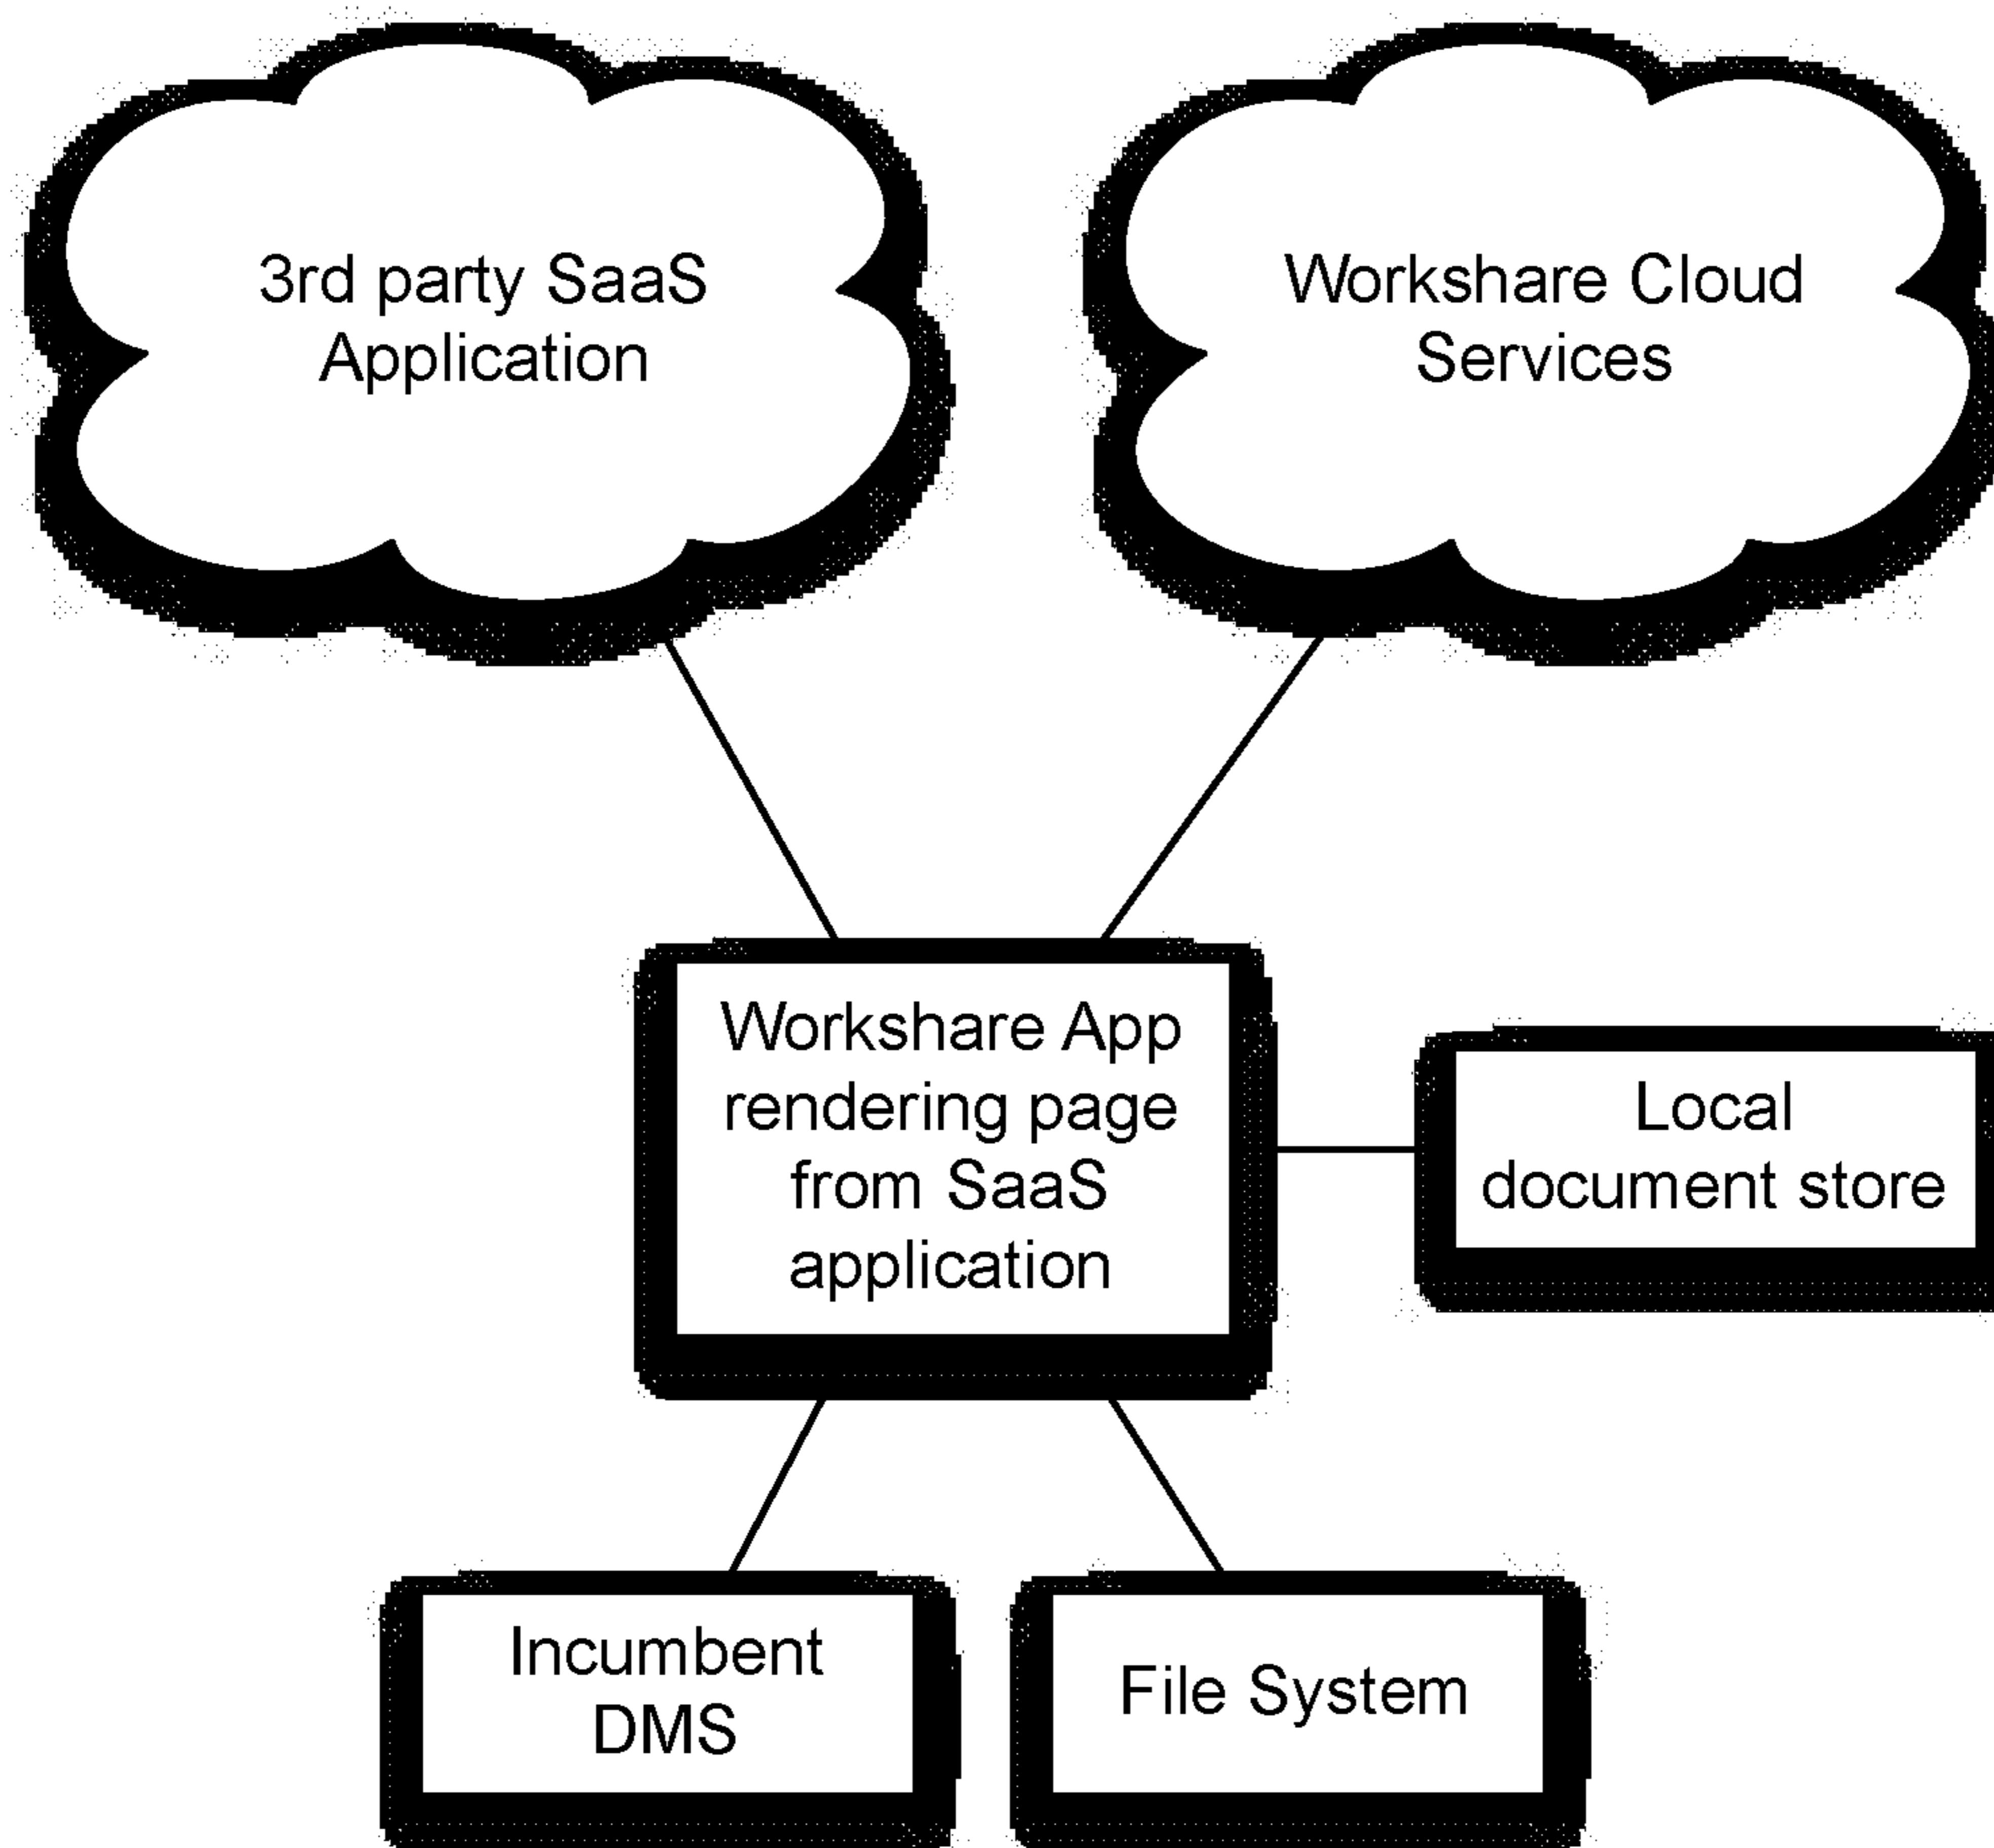 3rd party SaaS
Application
Workshare Cloud
Services
Workshare App
rendering page
from SaaS
application
Local
document store
Incumbent
DMS
File System